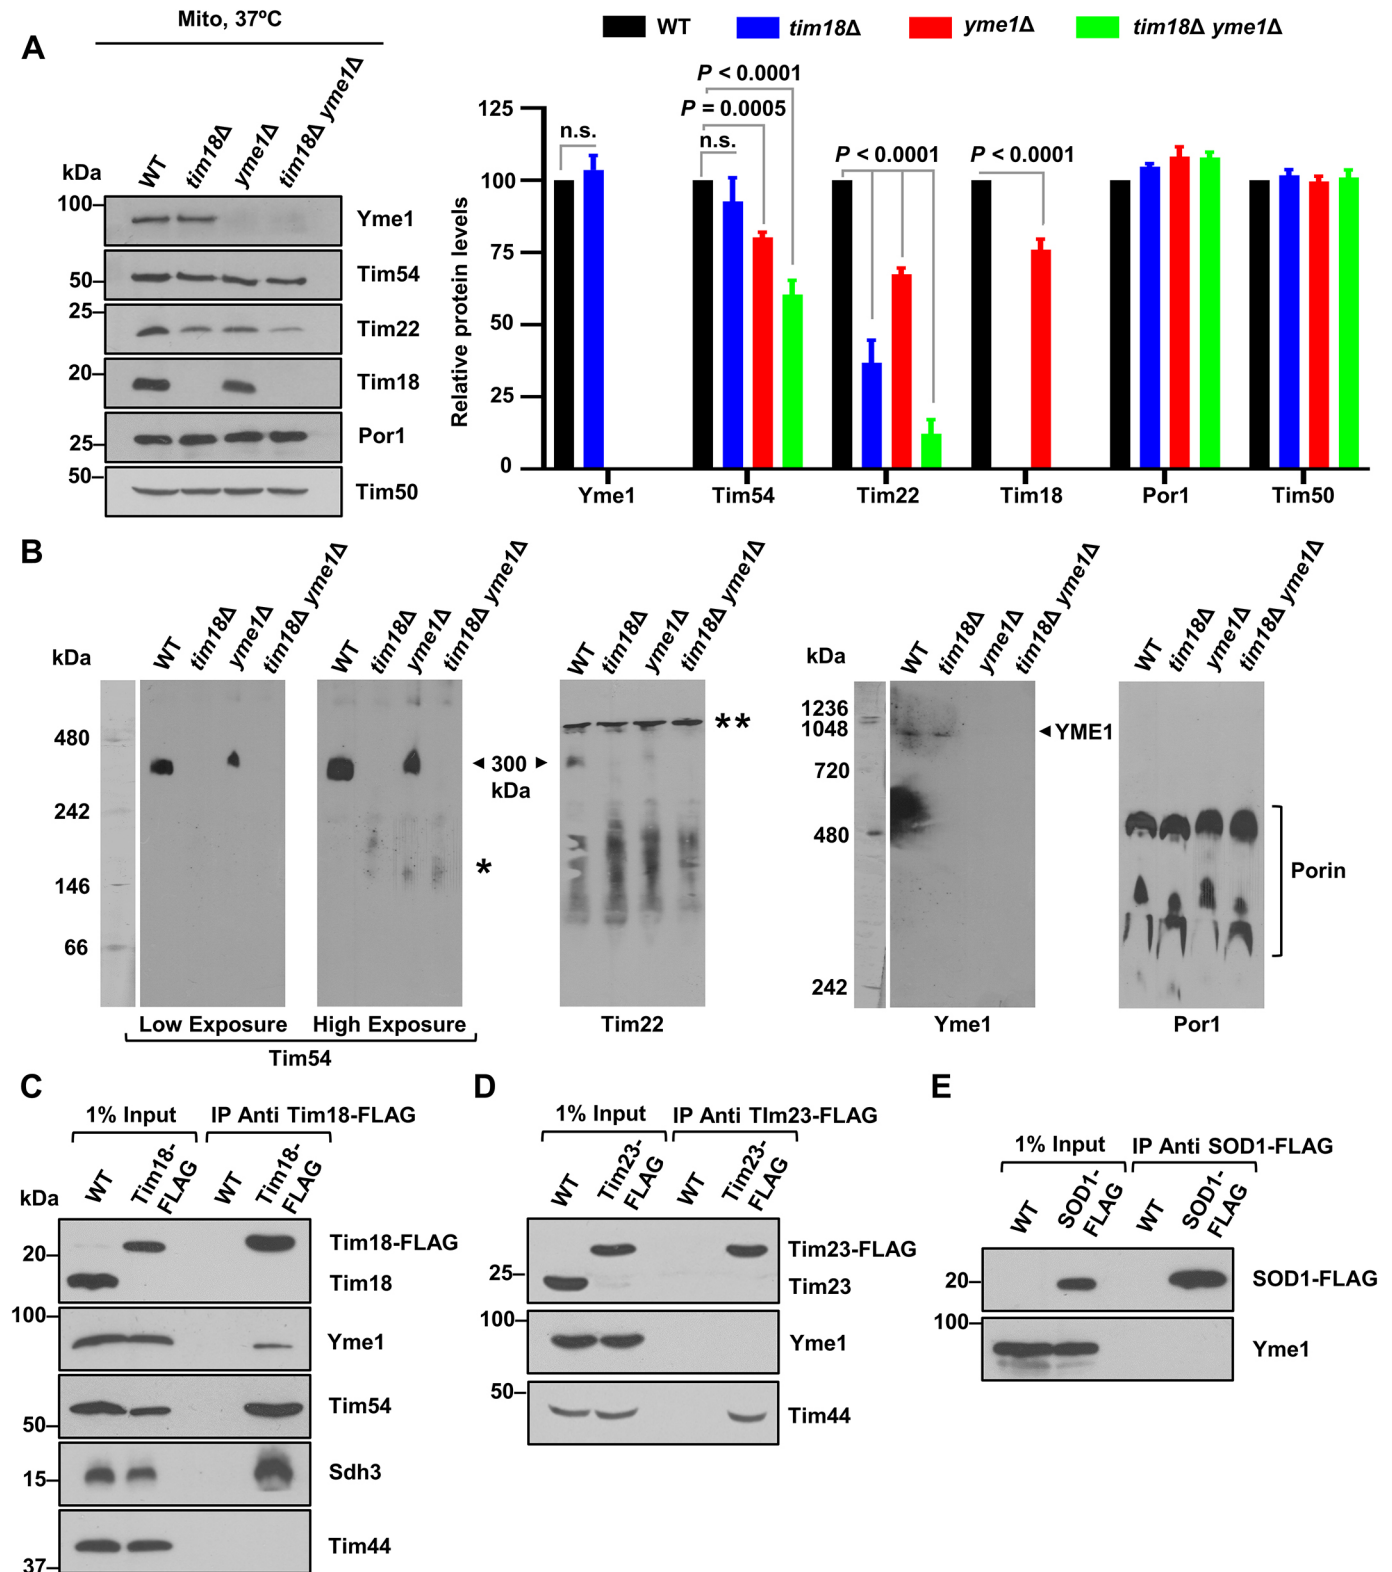 A
Mito, 37ºC
kDa
WT
tim18Δ
yme1Δ
tim18Δ yme1Δ
100
Yme1
50
Tim54
25
Tim22
20
Tim18
25
Por1
50
Tim50
WT
tim18Δ
yme1Δ
tim18Δ yme1Δ
Relative protein levels
125
100
75
50
25
0
n.s.
P < 0.0001
P = 0.0005
n.s.
P < 0.0001
P < 0.0001
Yme1
Tim54
Tim22
Tim18
Por1
Tim50
B
kDa
WT
tim18Δ
yme1Δ
tim18Δ yme1Δ
480
242
146
66
WT
tim18Δ
yme1Δ
tim18Δ yme1Δ
◄ 300 ►
kDa
*
WT
tim18Δ
yme1Δ
tim18Δ yme1Δ
**
kDa
WT
tim18Δ
yme1Δ
tim18Δ yme1Δ
1236
1048
720
480
242
◄ YME1
WT
tim18Δ
yme1Δ
tim18Δ yme1Δ
Porin
Low Exposure
High Exposure
Tim54
Tim22
Yme1
Por1
C
1% Input
IP Anti Tim18-FLAG
kDa
WT
Tim18-
FLAG
WT
Tim18-
FLAG
Tim18-FLAG
20
Tim18
100
Yme1
Tim54
50
Sdh3
15
Tim44
37
D
1% Input
IP Anti TIm23-FLAG
WT
Tim23-
FLAG
WT
Tim23-
FLAG
Tim23-FLAG
25
Tim23
100
Yme1
50
Tim44
E
1% Input
IP Anti SOD1-FLAG
WT
SOD1-
FLAG
WT
SOD1-
FLAG
20
SOD1-FLAG
100
Yme1